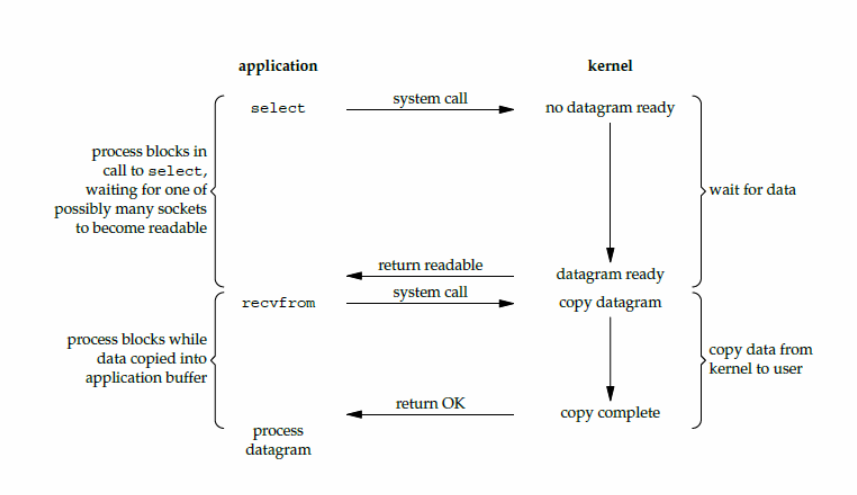 application
kernel
select
system call
no datagram ready
process blocks in
call to select,
waiting for one of
possibly many sockets
to become readable
wait for data
return readable
datagram ready
recvfrom
system call
copy datagram
process blocks while
data copied into
application buffer
copy data from
kernel to user
return OK
copy complete
process
datagram